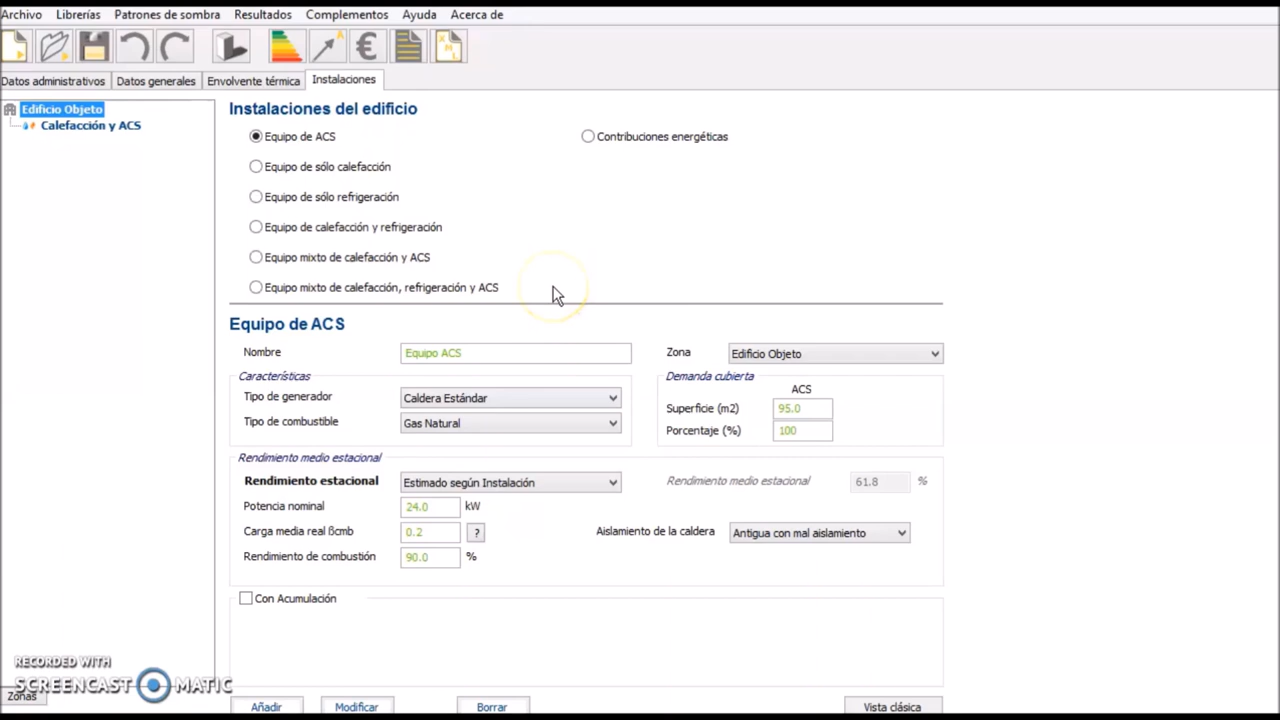 Archivo Librerías Patrones de sombra Resultados Complementos Ayuda Acerca de
Datos administrativos Datos generales Envolvente térmica Instalaciones
Edificio Objeto
Calefacción y ACS
Instalaciones del edificio
Equipo de ACS
Contribuciones energéticas
Equipo de sólo calefacción
Equipo de sólo refrigeración
Equipo de calefacción y refrigeración
Equipo mixto de calefacción y ACS
Equipo mixto de calefacción, refrigeración y ACS
Equipo de ACS
Nombre Equipo ACS Zona Edificio Objeto
Características Demanda cubierta
ACS
Tipo de generador Caldera Estándar Superficie (m2) 95.0
Tipo de combustible Gas Natural Porcentaje (%) 100
Rendimiento medio estacional
Rendimiento estacional Estimado según Instalación Rendimiento medio estacional 61.8 %
Potencia nominal 24.0 kW
Carga media real ßcmb 0.2 ? Aislamiento de la caldera Antigua con mal aislamiento
Rendimiento de combustión 90.0 %
Con Acumulación
RECORDED WITH
SCREENCAST MATIC
Zonas
Añadir Modificar Borrar Vista clásica